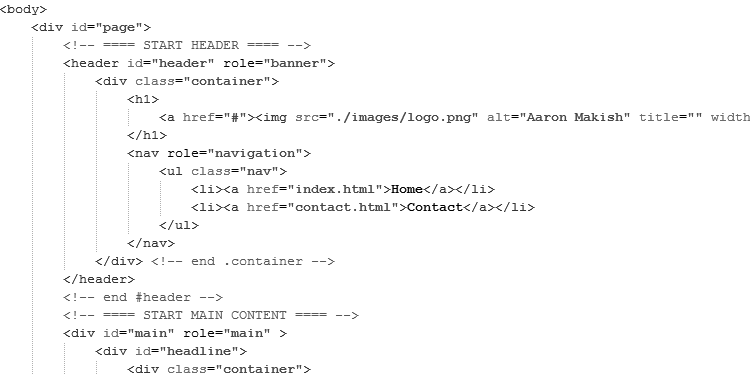 <body>
<div id="page">
<!-- ==== START HEADER ==== -->
<header id="header" role="banner">
<div class="container">
<h1>
<a href="#"><img src="./images/logo.png" alt="Aaron Makish" title="" width
</h1>
<nav role="navigation">
<ul class="nav">
<li><a href="index.html">Home</a></li>
<li><a href="contact.html">Contact</a></li>
</ul>
</nav>
</div> <!-- end .container -->
</header>
<!-- end #header -->
<!-- ==== START MAIN CONTENT ==== -->
<div id="main" role="main" >
<div id="headline">
<div class="container">